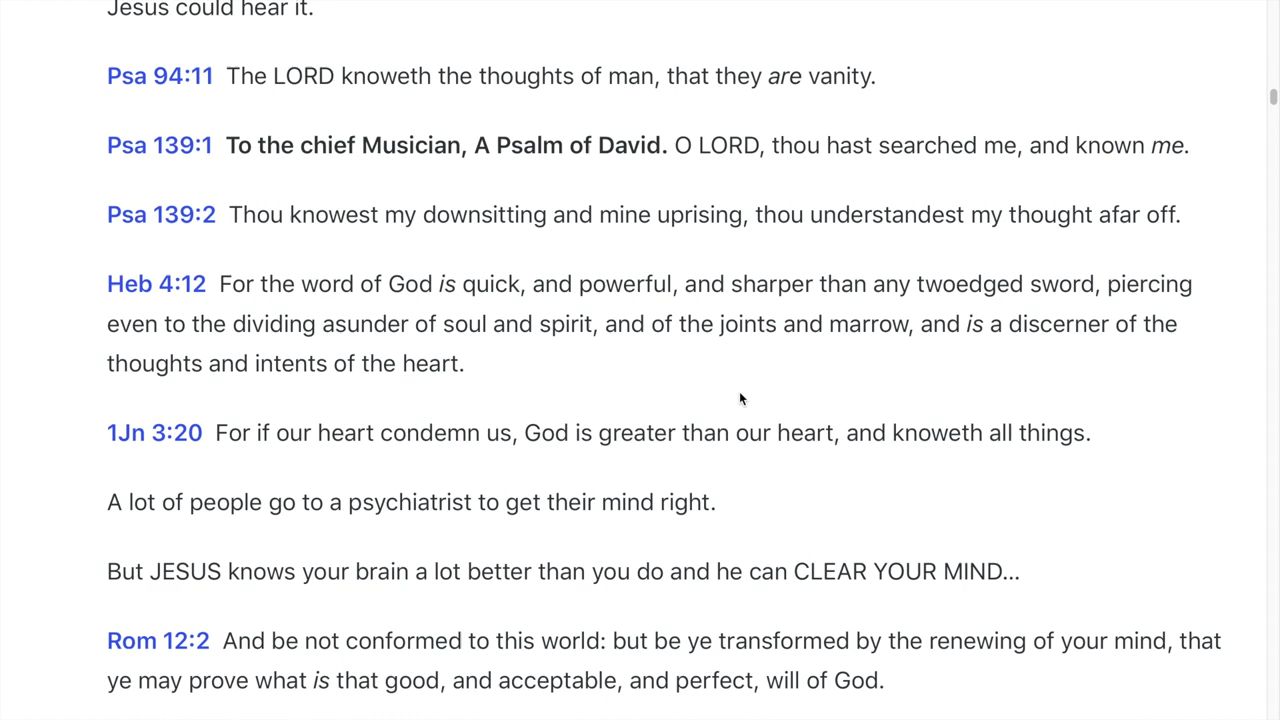 Jesus could hear it.
Psa 94:11 The LORD knoweth the thoughts of man, that they are vanity.
Psa 139:1 To the chief Musician, A Psalm of David. O LORD, thou hast searched me, and known me.
Psa 139:2 Thou knowest my downsitting and mine uprising, thou understandest my thought afar off.
Heb 4:12 For the word of God is quick, and powerful, and sharper than any twoedged sword, piercing
even to the dividing asunder of soul and spirit, and of the joints and marrow, and is a discerner of the
thoughts and intents of the heart.
1Jn 3:20 For if our heart condemn us, God is greater than our heart, and knoweth all things.
A lot of people go to a psychiatrist to get their mind right.
But JESUS knows your brain a lot better than you do and he can CLEAR YOUR MIND...
Rom 12:2 And be not conformed to this world: but be ye transformed by the renewing of your mind, that
ye may prove what is that good, and acceptable, and perfect, will of God.